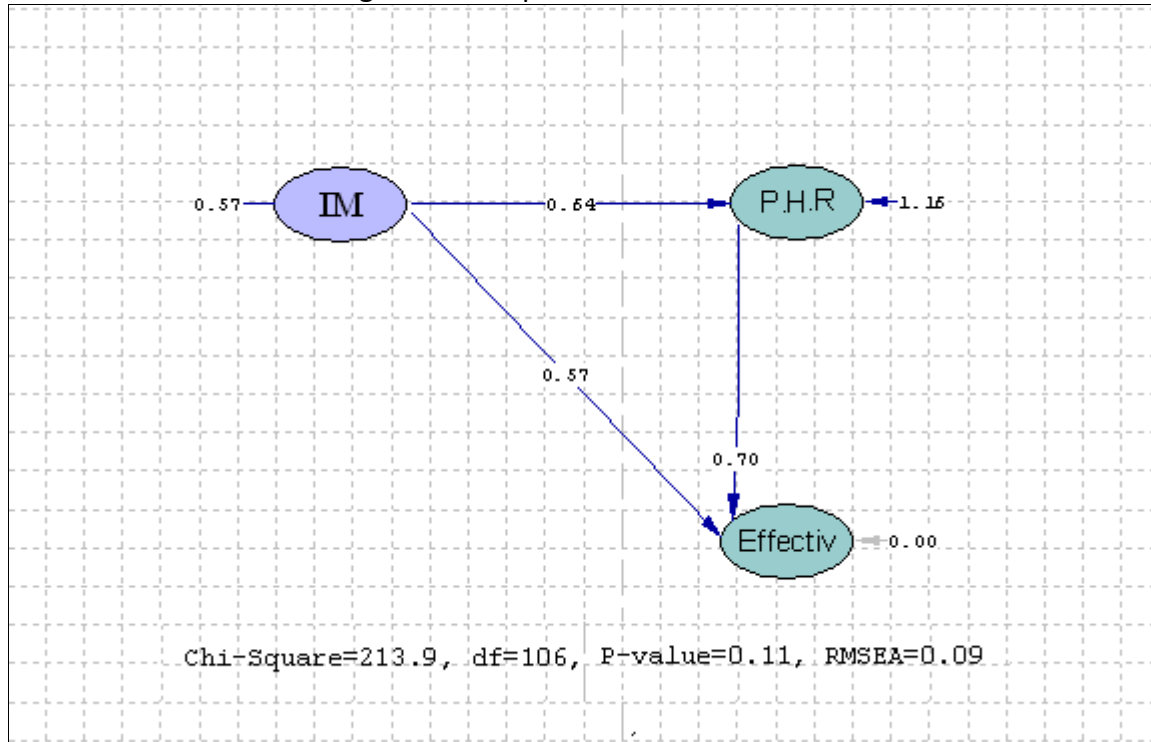 0.57
IM
0.64
P.H.R
1.15
0.57
0.70
Effectiv
0.00
Chi-Square=213.9, df=106, P-value=0.11, RMSEA=0.09